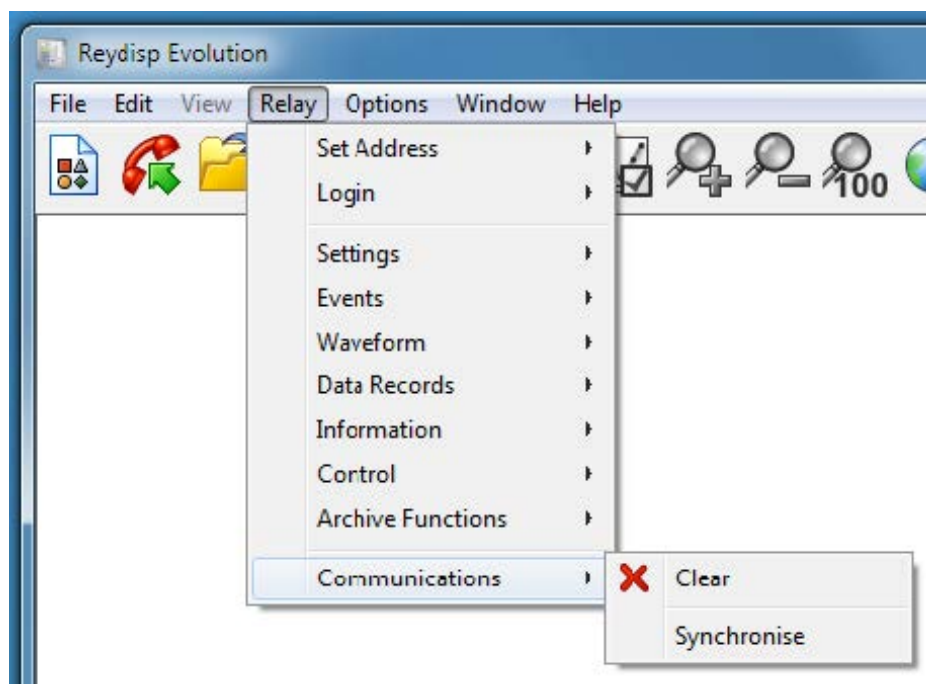 Reydisp Evolution
File Edit View Relay Options Window Help
Set Address
Login
100
Settings
Events
Waveform
Data Records
Information
Control
Archive Functions
Communications
Clear
Synchronise